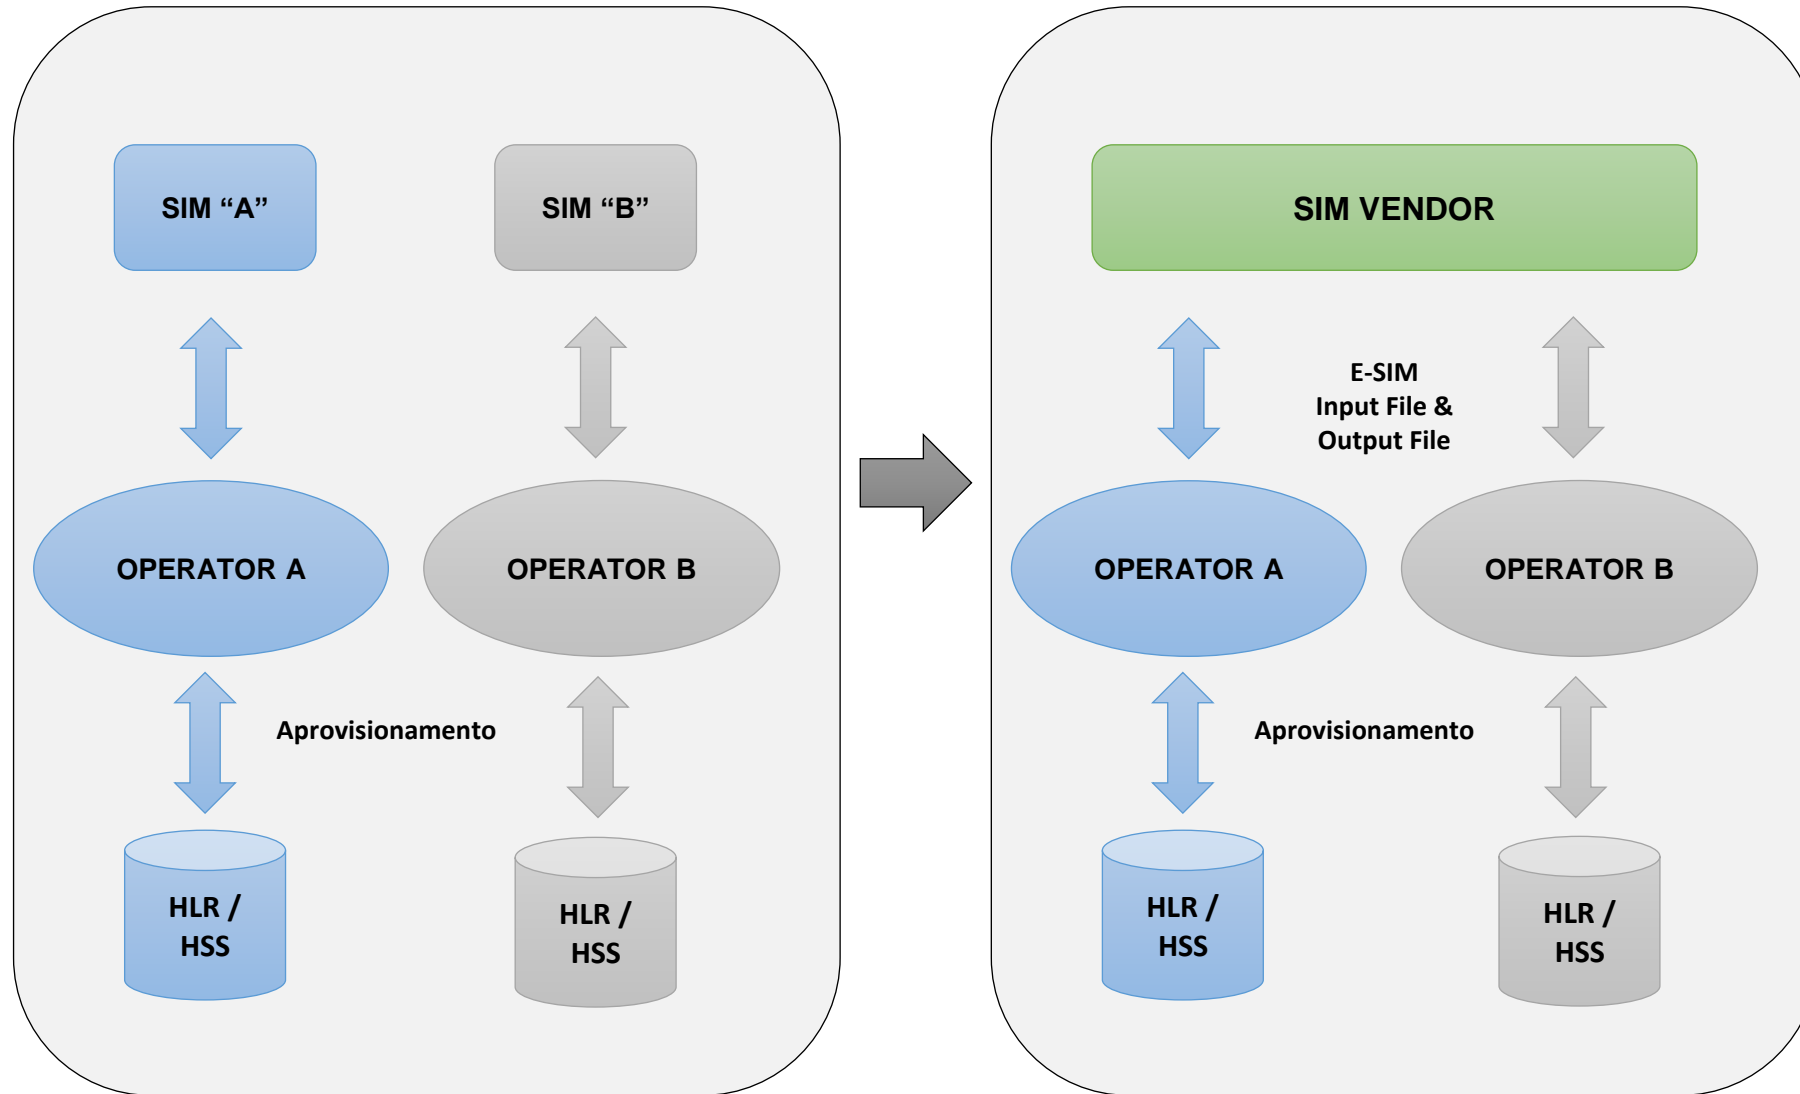 SIM “A”
SIM “B”
OPERATOR A
OPERATOR B
Aprovisionamento
HLR /
HSS
HLR /
HSS
SIM VENDOR
E-SIM
Input File &
Output File
OPERATOR A
OPERATOR B
Aprovisionamento
HLR /
HSS
HLR /
HSS